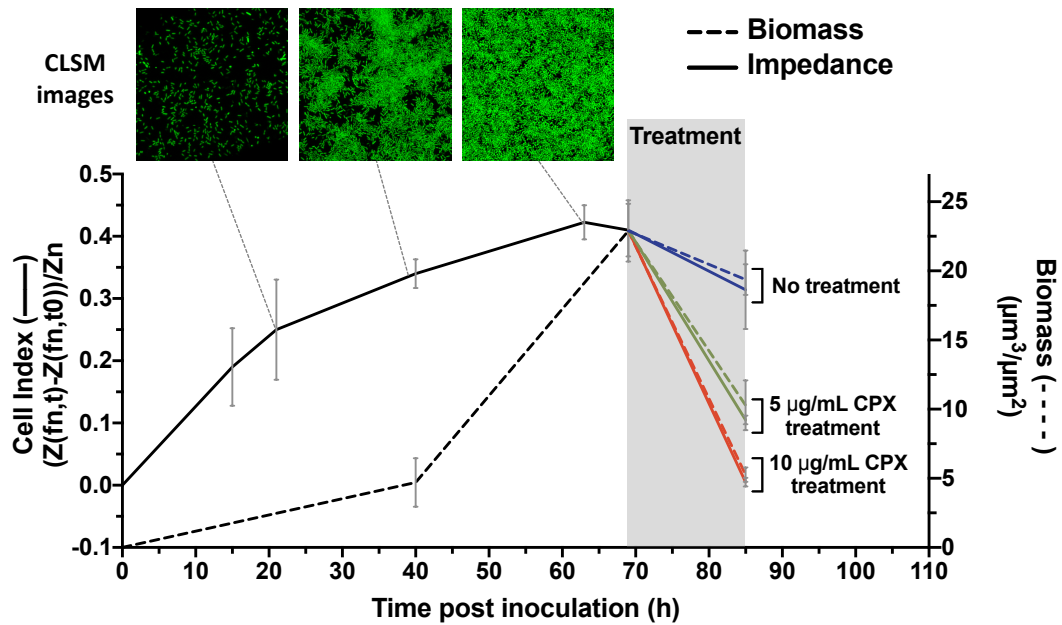 CLSM
images
Biomass
Impedance
Treatment
0.5
0.4
0.3
0.2
0.1
0.0
-0.1
Cell Index (——)
(Z(fn,t)-Z(fn,t0))/Zn
25
20
15
10
5
0
Biomass (----)
(µm³/µm²)
No treatment
5 µg/mL CPX
treatment
10 µg/mL CPX
treatment
0 10 20 30 40 50 60 70 80 90 100 110
Time post inoculation (h)